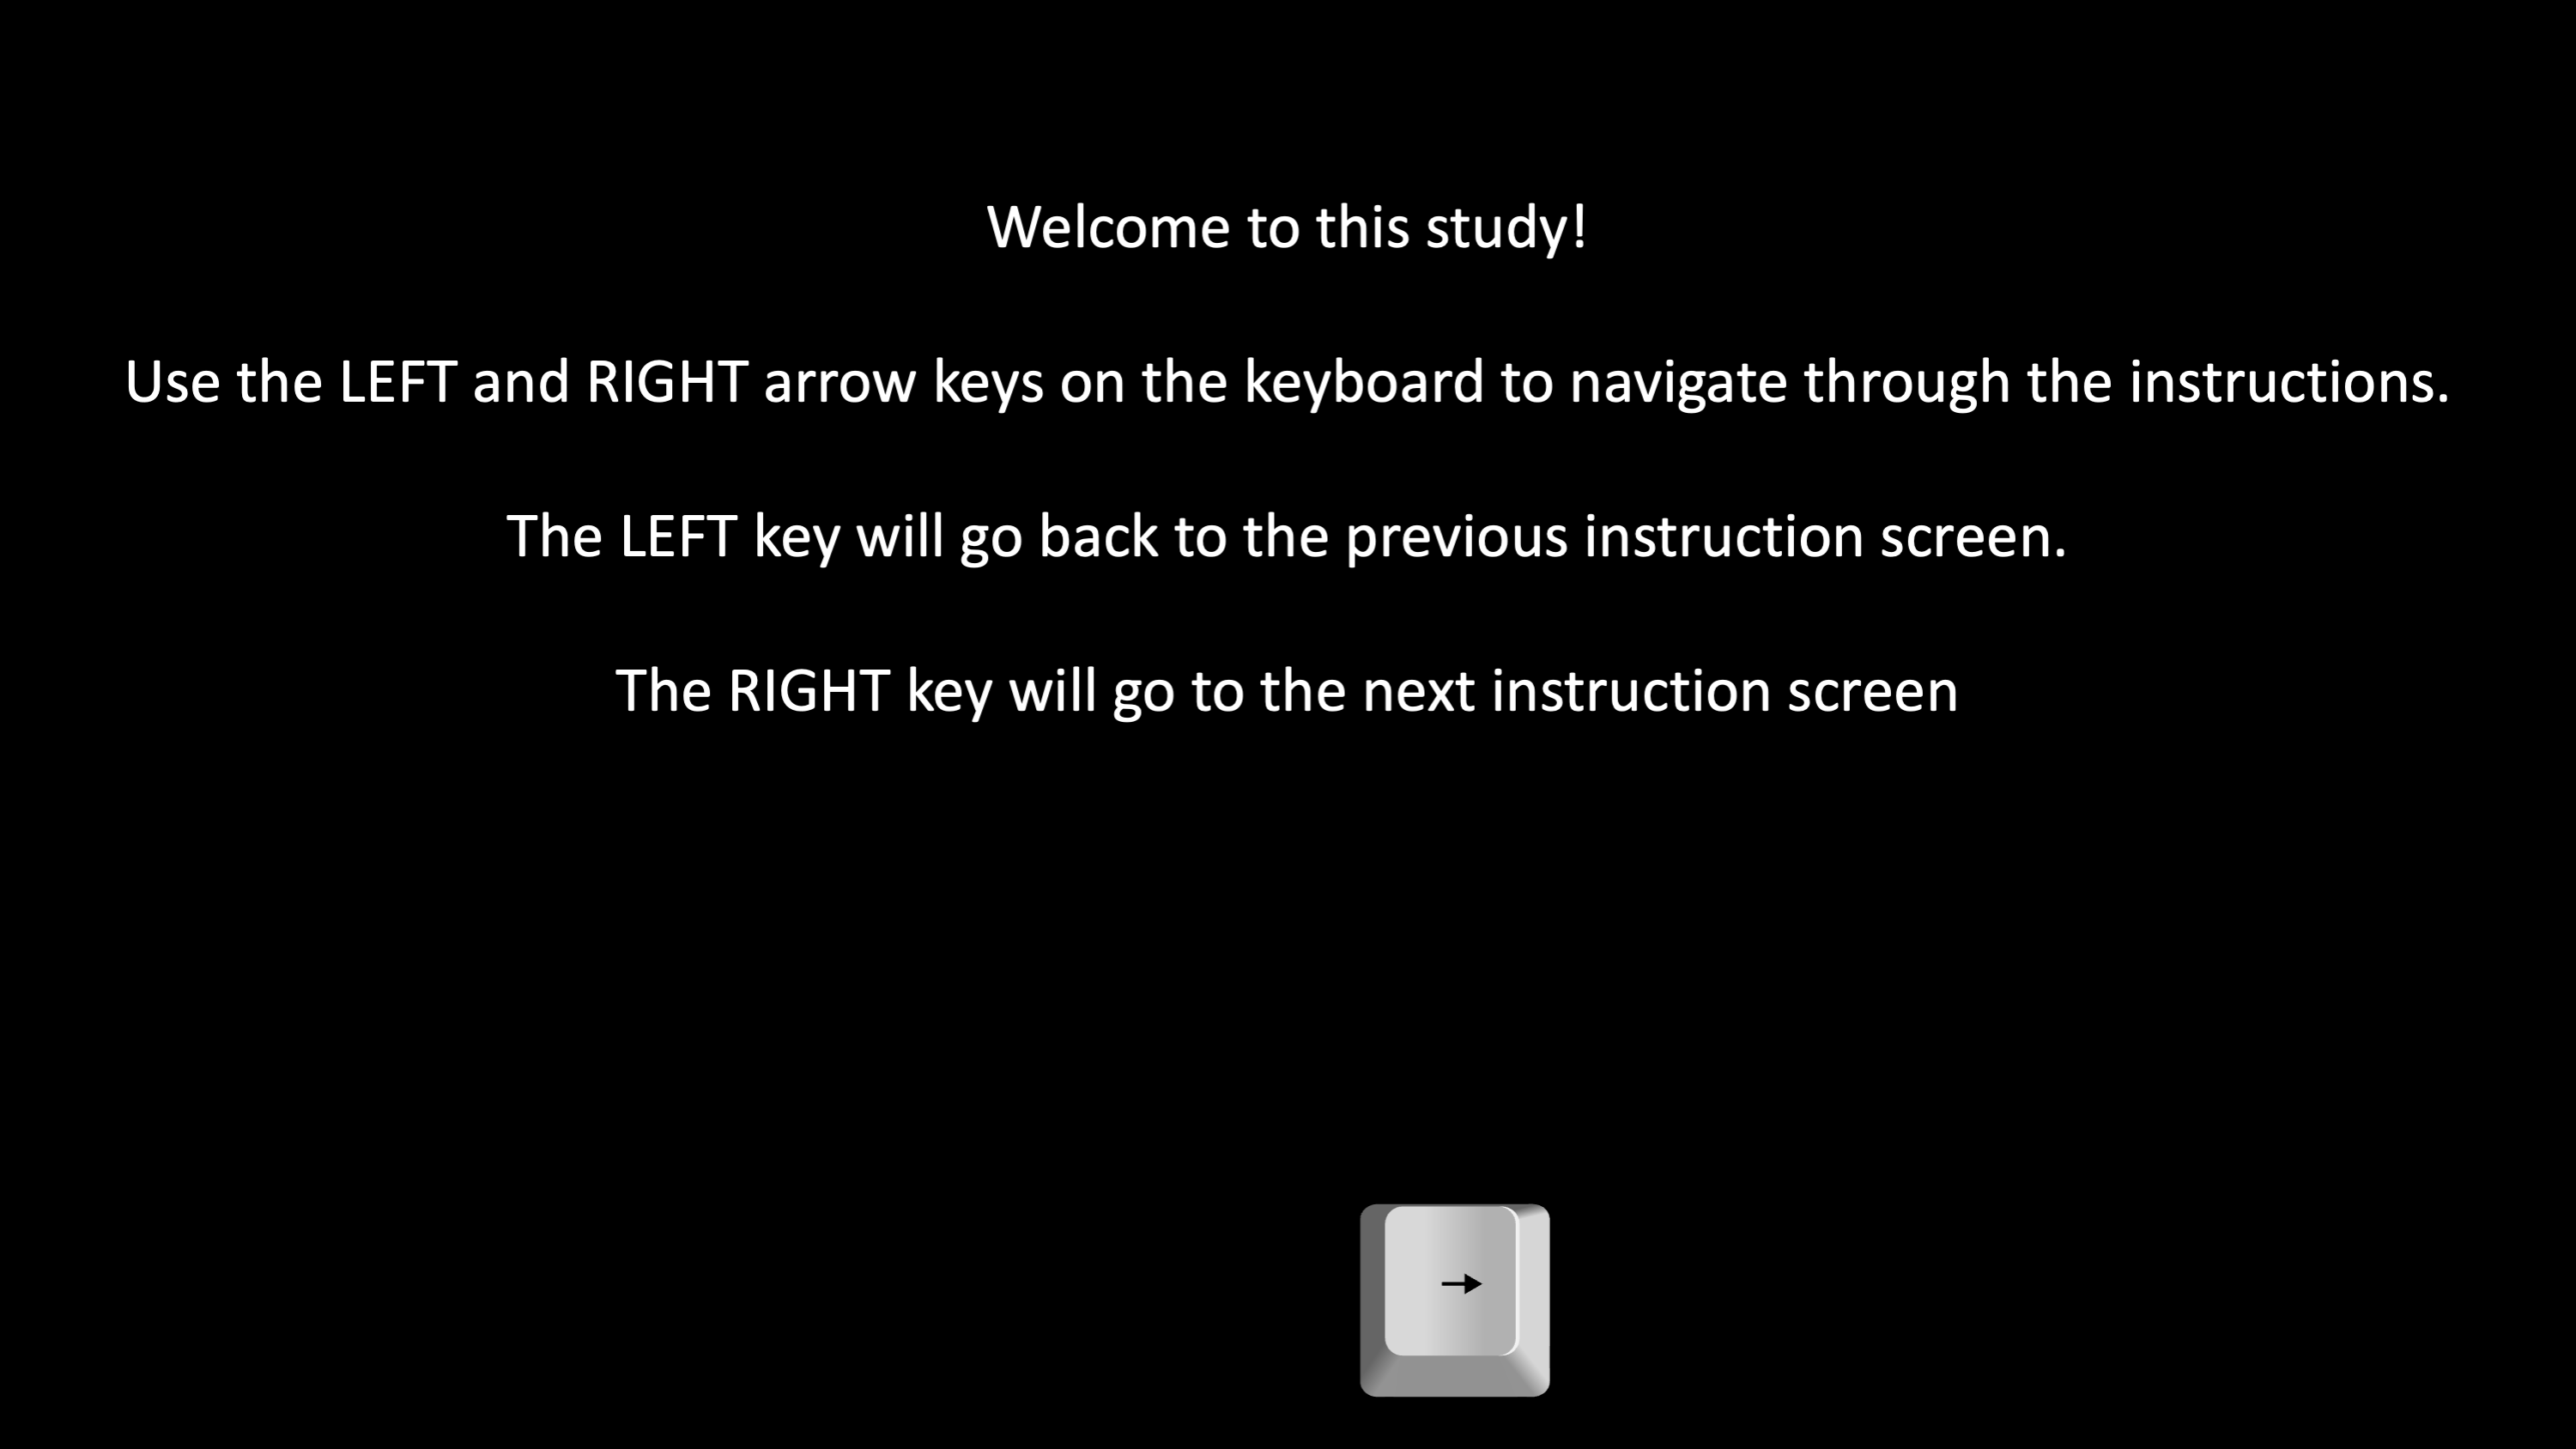 Welcome to this study!
Use the LEFT and RIGHT arrow keys on the keyboard to navigate through the instructions.
The LEFT key will go back to the previous instruction screen.
The RIGHT key will go to the next instruction screen